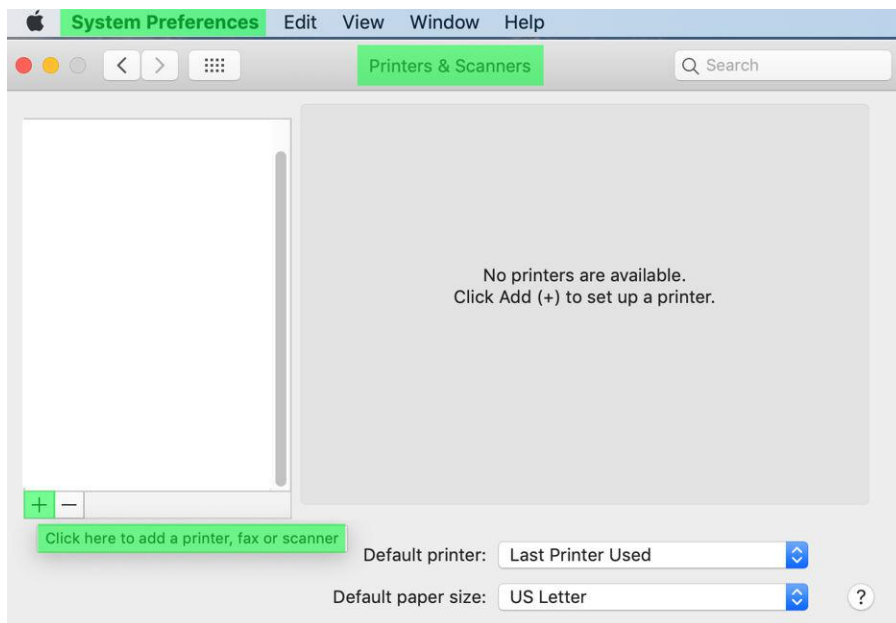 System Preferences Edit View Window Help
Printers & Scanners
Search
No printers are available.
Click Add (+) to set up a printer.
+ −
Click here to add a printer, fax or scanner
Default printer: Last Printer Used
Default paper size: US Letter
?